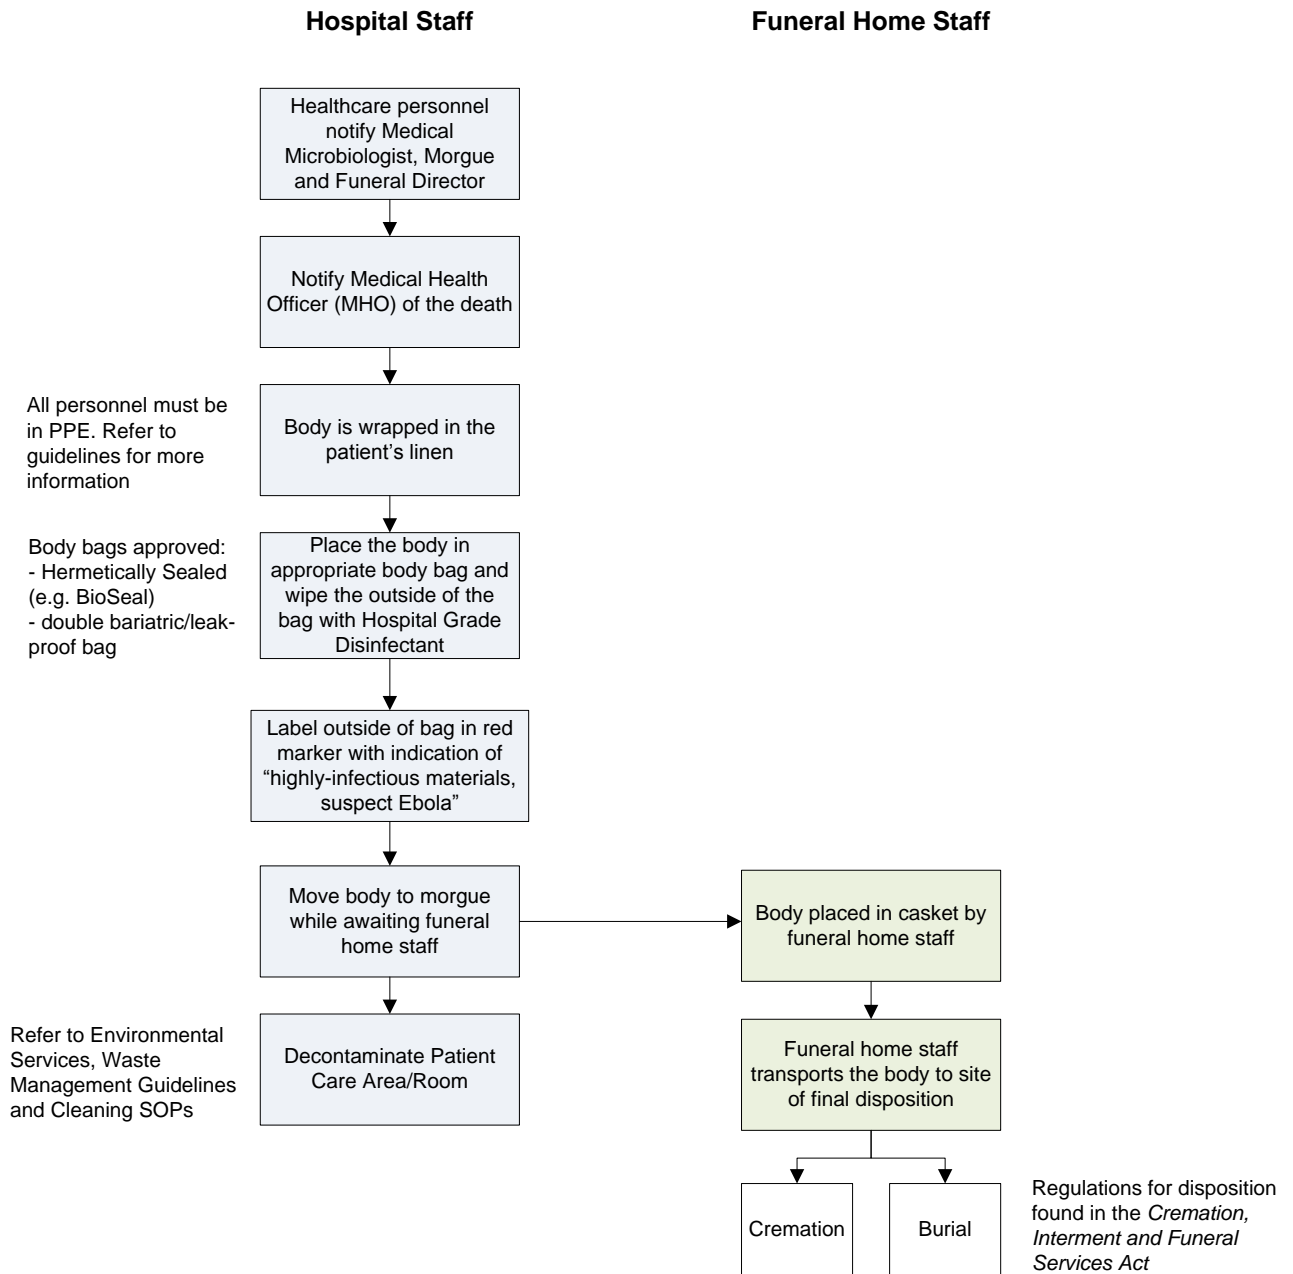 Hospital Staff
Funeral Home Staff
Healthcare personnel
notify Medical
Microbiologist, Morgue
and Funeral Director
Notify Medical Health
Officer (MHO) of the death
All personnel must be
in PPE. Refer to
guidelines for more
information
Body is wrapped in the
patient’s linen
Body bags approved:
- Hermetically Sealed
(e.g. BioSeal)
- double bariatric/leak-
proof bag
Place the body in
appropriate body bag and
wipe the outside of the
bag with Hospital Grade
Disinfectant
Label outside of bag in red
marker with indication of
“highly-infectious materials,
suspect Ebola”
Move body to morgue
while awaiting funeral
home staff
Body placed in casket by
funeral home staff
Refer to Environmental
Services, Waste
Management Guidelines
and Cleaning SOPs
Decontaminate Patient
Care Area/Room
Funeral home staff
transports the body to site
of final disposition
Cremation
Burial
Regulations for disposition
found in the Cremation,
Interment and Funeral
Services Act